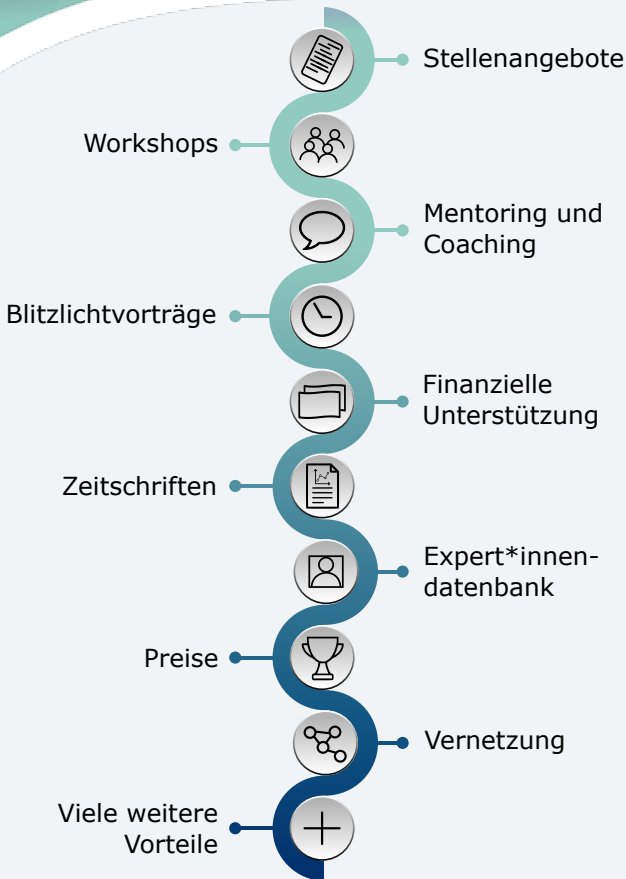 Stellenangebote
Workshops
Mentoring und
Coaching
Blitzlichtvorträge
Finanzielle
Unterstützung
Zeitschriften
Expert*innen-
datenbank
Preise
Vernetzung
Viele weitere
Vorteile